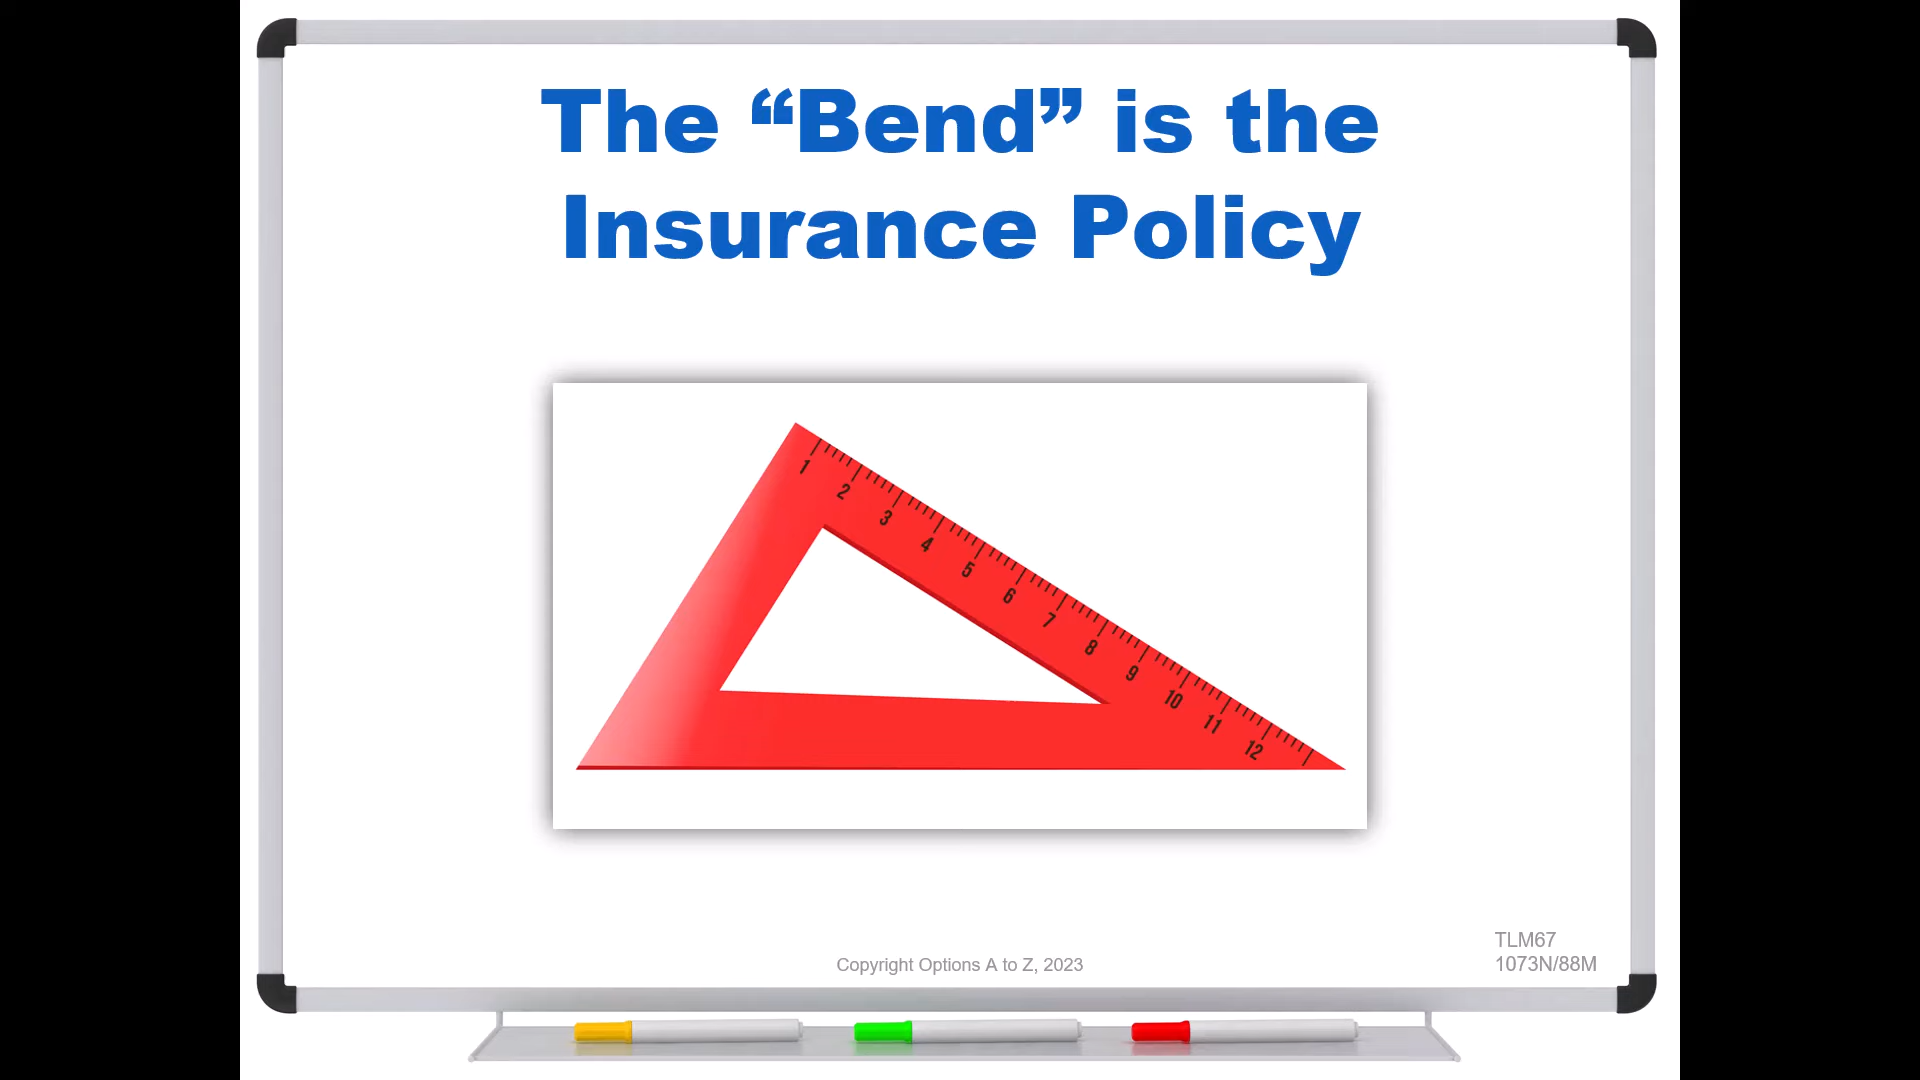 The “Bend” is the
Insurance Policy
1
2
3
4
5
6
7
8
9
10
11
12
TLM67
Copyright Options A to Z, 2023
1073N/88M